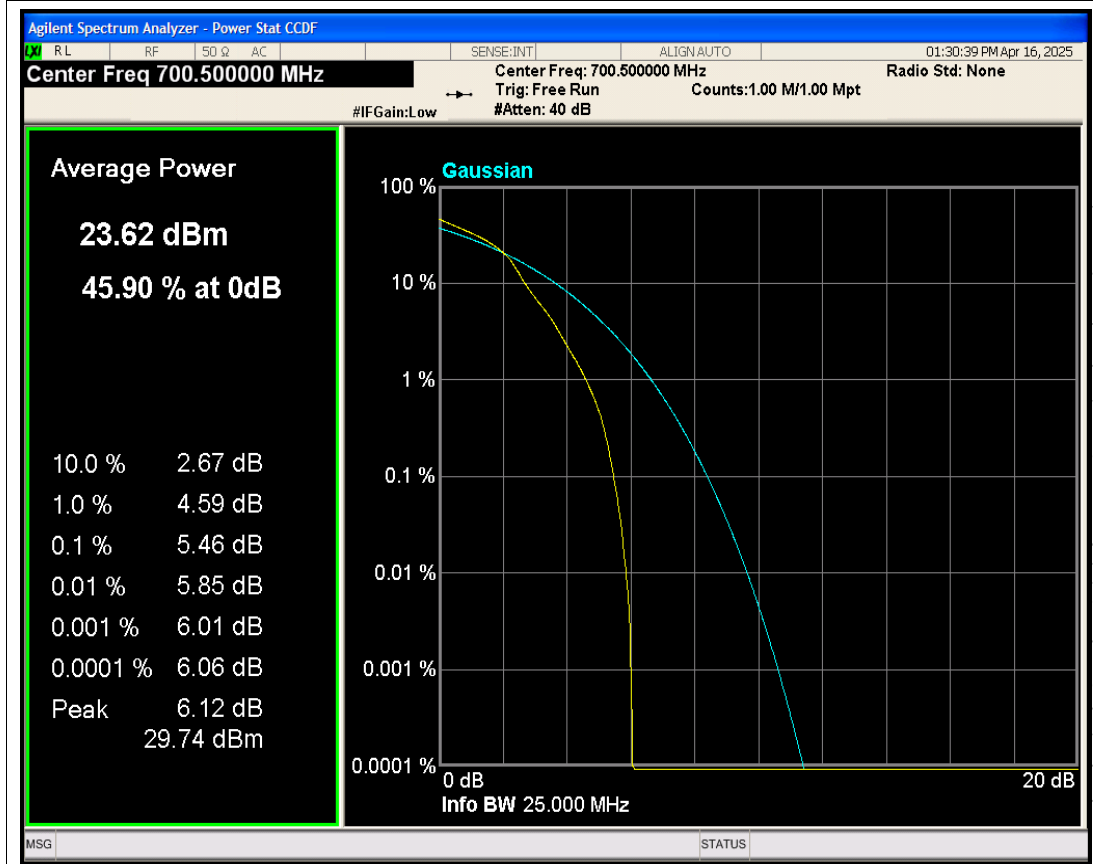 Agilent Spectrum Analyzer - Power Stat CCDF
LXI RL RF 50 Ω AC SENSE:INT ALIGNAUTO 01:30:39 PM Apr 16, 2025
Center Freq 700.500000 MHz
Center Freq: 700.500000 MHz Radio Std: None
Trig: Free Run Counts:1.00 M/1.00 Mpt
#IFGain:Low #Atten: 40 dB
Average Power
23.62 dBm
45.90 % at 0dB
10.0 % 2.67 dB
1.0 % 4.59 dB
0.1 % 5.46 dB
0.01 % 5.85 dB
0.001 % 6.01 dB
0.0001 % 6.06 dB
Peak 6.12 dB
29.74 dBm
Gaussian
100 %
10 %
1 %
0.1 %
0.01 %
0.001 %
0.0001 %
0 dB 20 dB
Info BW 25.000 MHz
MSG STATUS